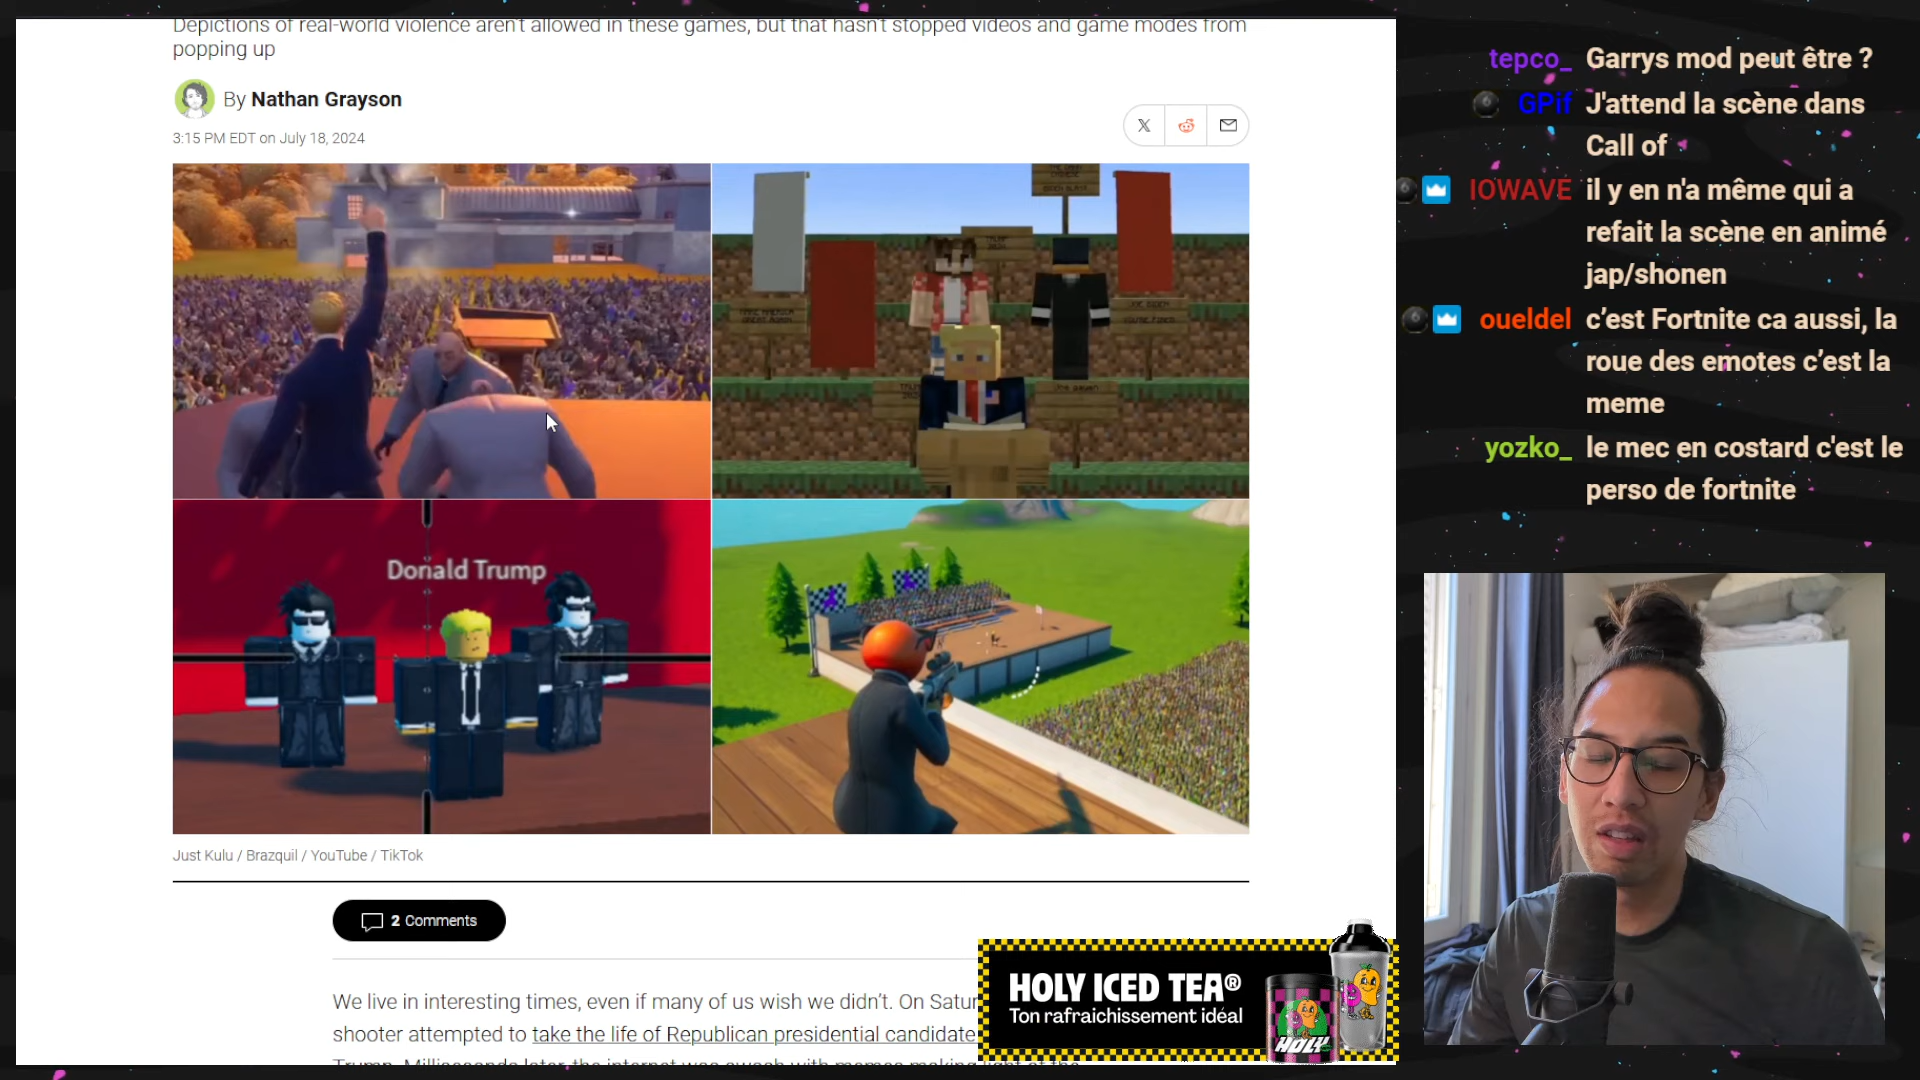 Depictions of real-world violence aren't allowed in these games, but that hasn't stopped videos and game modes from
popping up
By Nathan Grayson
3:15 PM EDT on July 18, 2024
Donald Trump
Just Kulu / Brazquil / YouTube / TikTok
2 Comments
We live in interesting times, even if many of us wish we didn't. On Satur
shooter attempted to take the life of Republican presidential candidate
HOLY ICED TEA®
Ton rafraichissement idéal
HOLY
tepco_ Garrys mod peut être ?
GPif J'attend la scène dans
Call of
IOWAVE il y en n'a même qui a
refait la scène en animé
jap/shonen
oueldel c’est Fortnite ca aussi, la
roue des emotes c’est la
meme
yozko_ le mec en costard c'est le
perso de fortnite